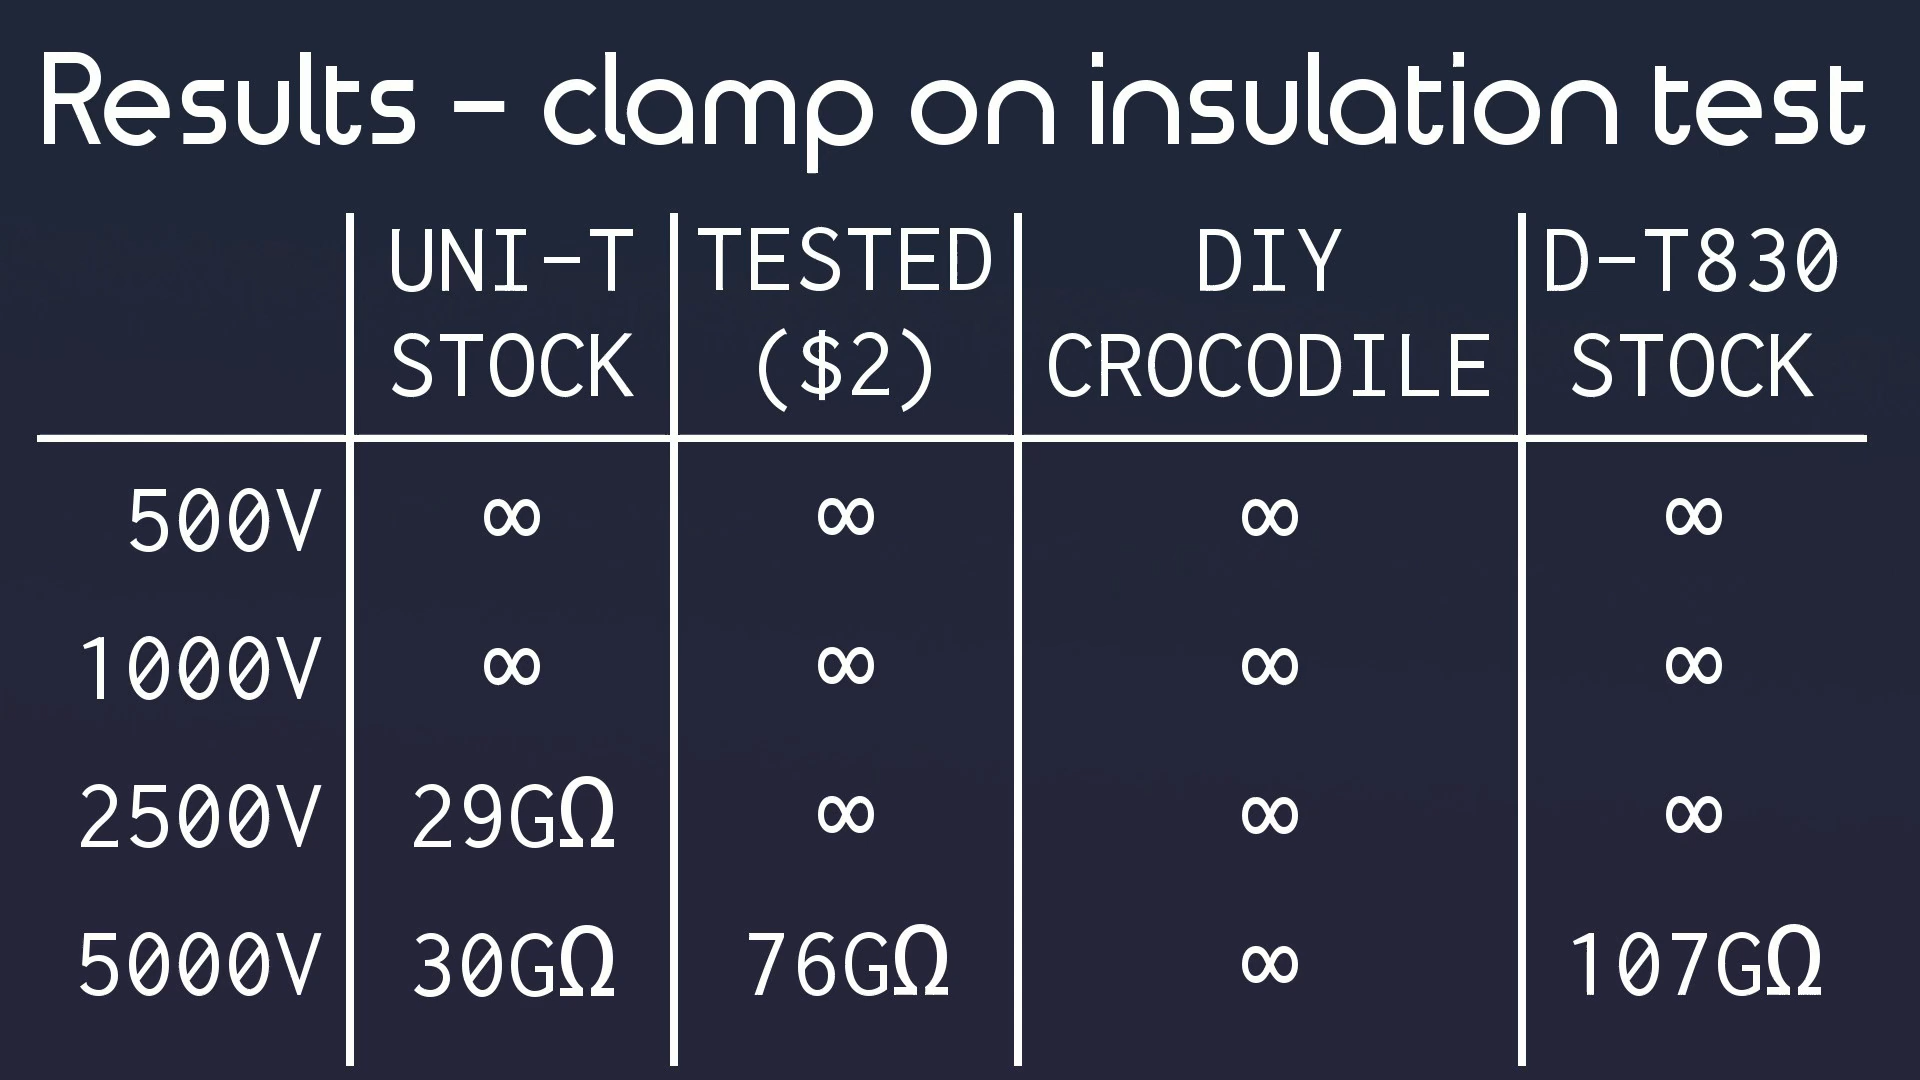 Results - clamp on insulation test
UNI-T TESTED DIY D-T830
STOCK ($2) CROCODILE STOCK
500V ∞ ∞ ∞ ∞
1000V ∞ ∞ ∞ ∞
2500V 29GΩ ∞ ∞ ∞
5000V 30GΩ 76GΩ ∞ 107GΩ